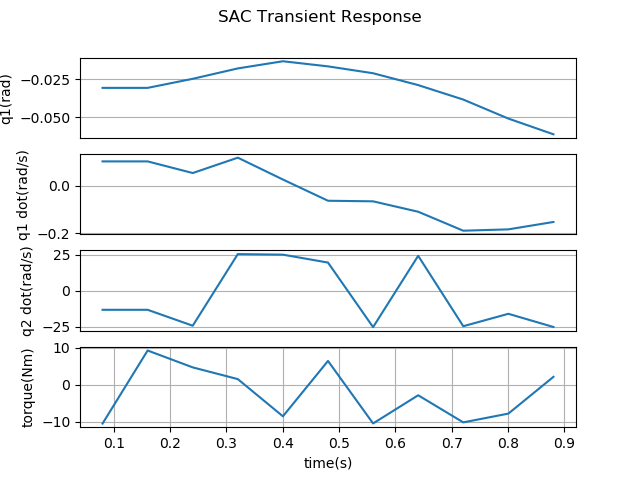 SAC Transient Response
q1(rad)
−0.025
−0.050
q1 dot(rad/s)
0.0
−0.2
q2 dot(rad/s)
25
0
−25
torque(Nm)
10
0
−10
0.1 0.2 0.3 0.4 0.5 0.6 0.7 0.8 0.9
time(s)